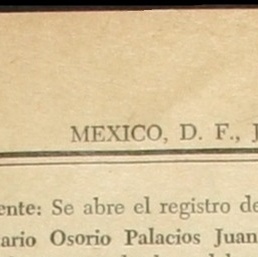 MEXICO, D. F.,
ente: Se abre el registro de
ario Osorio Palacios Juan